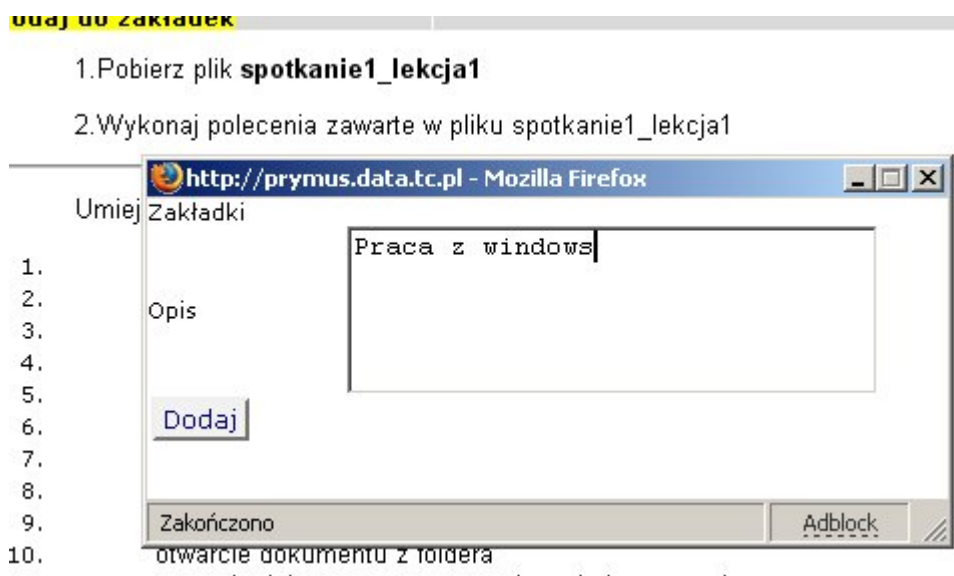 odaj do zakładek
1.Pobierz plik spotkanie1_lekcja1
2.Wykonaj polecenia zawarte w pliku spotkanie1_lekcja1
http://prymus.data.tc.pl - Mozilla Firefox
Umiej
Zakładki
Praca z windows
Opis
Dodaj
1.
2.
3.
4.
5.
6.
7.
8.
9.
10. otwarcie dokumentu z foldera
Zakończono Adblock